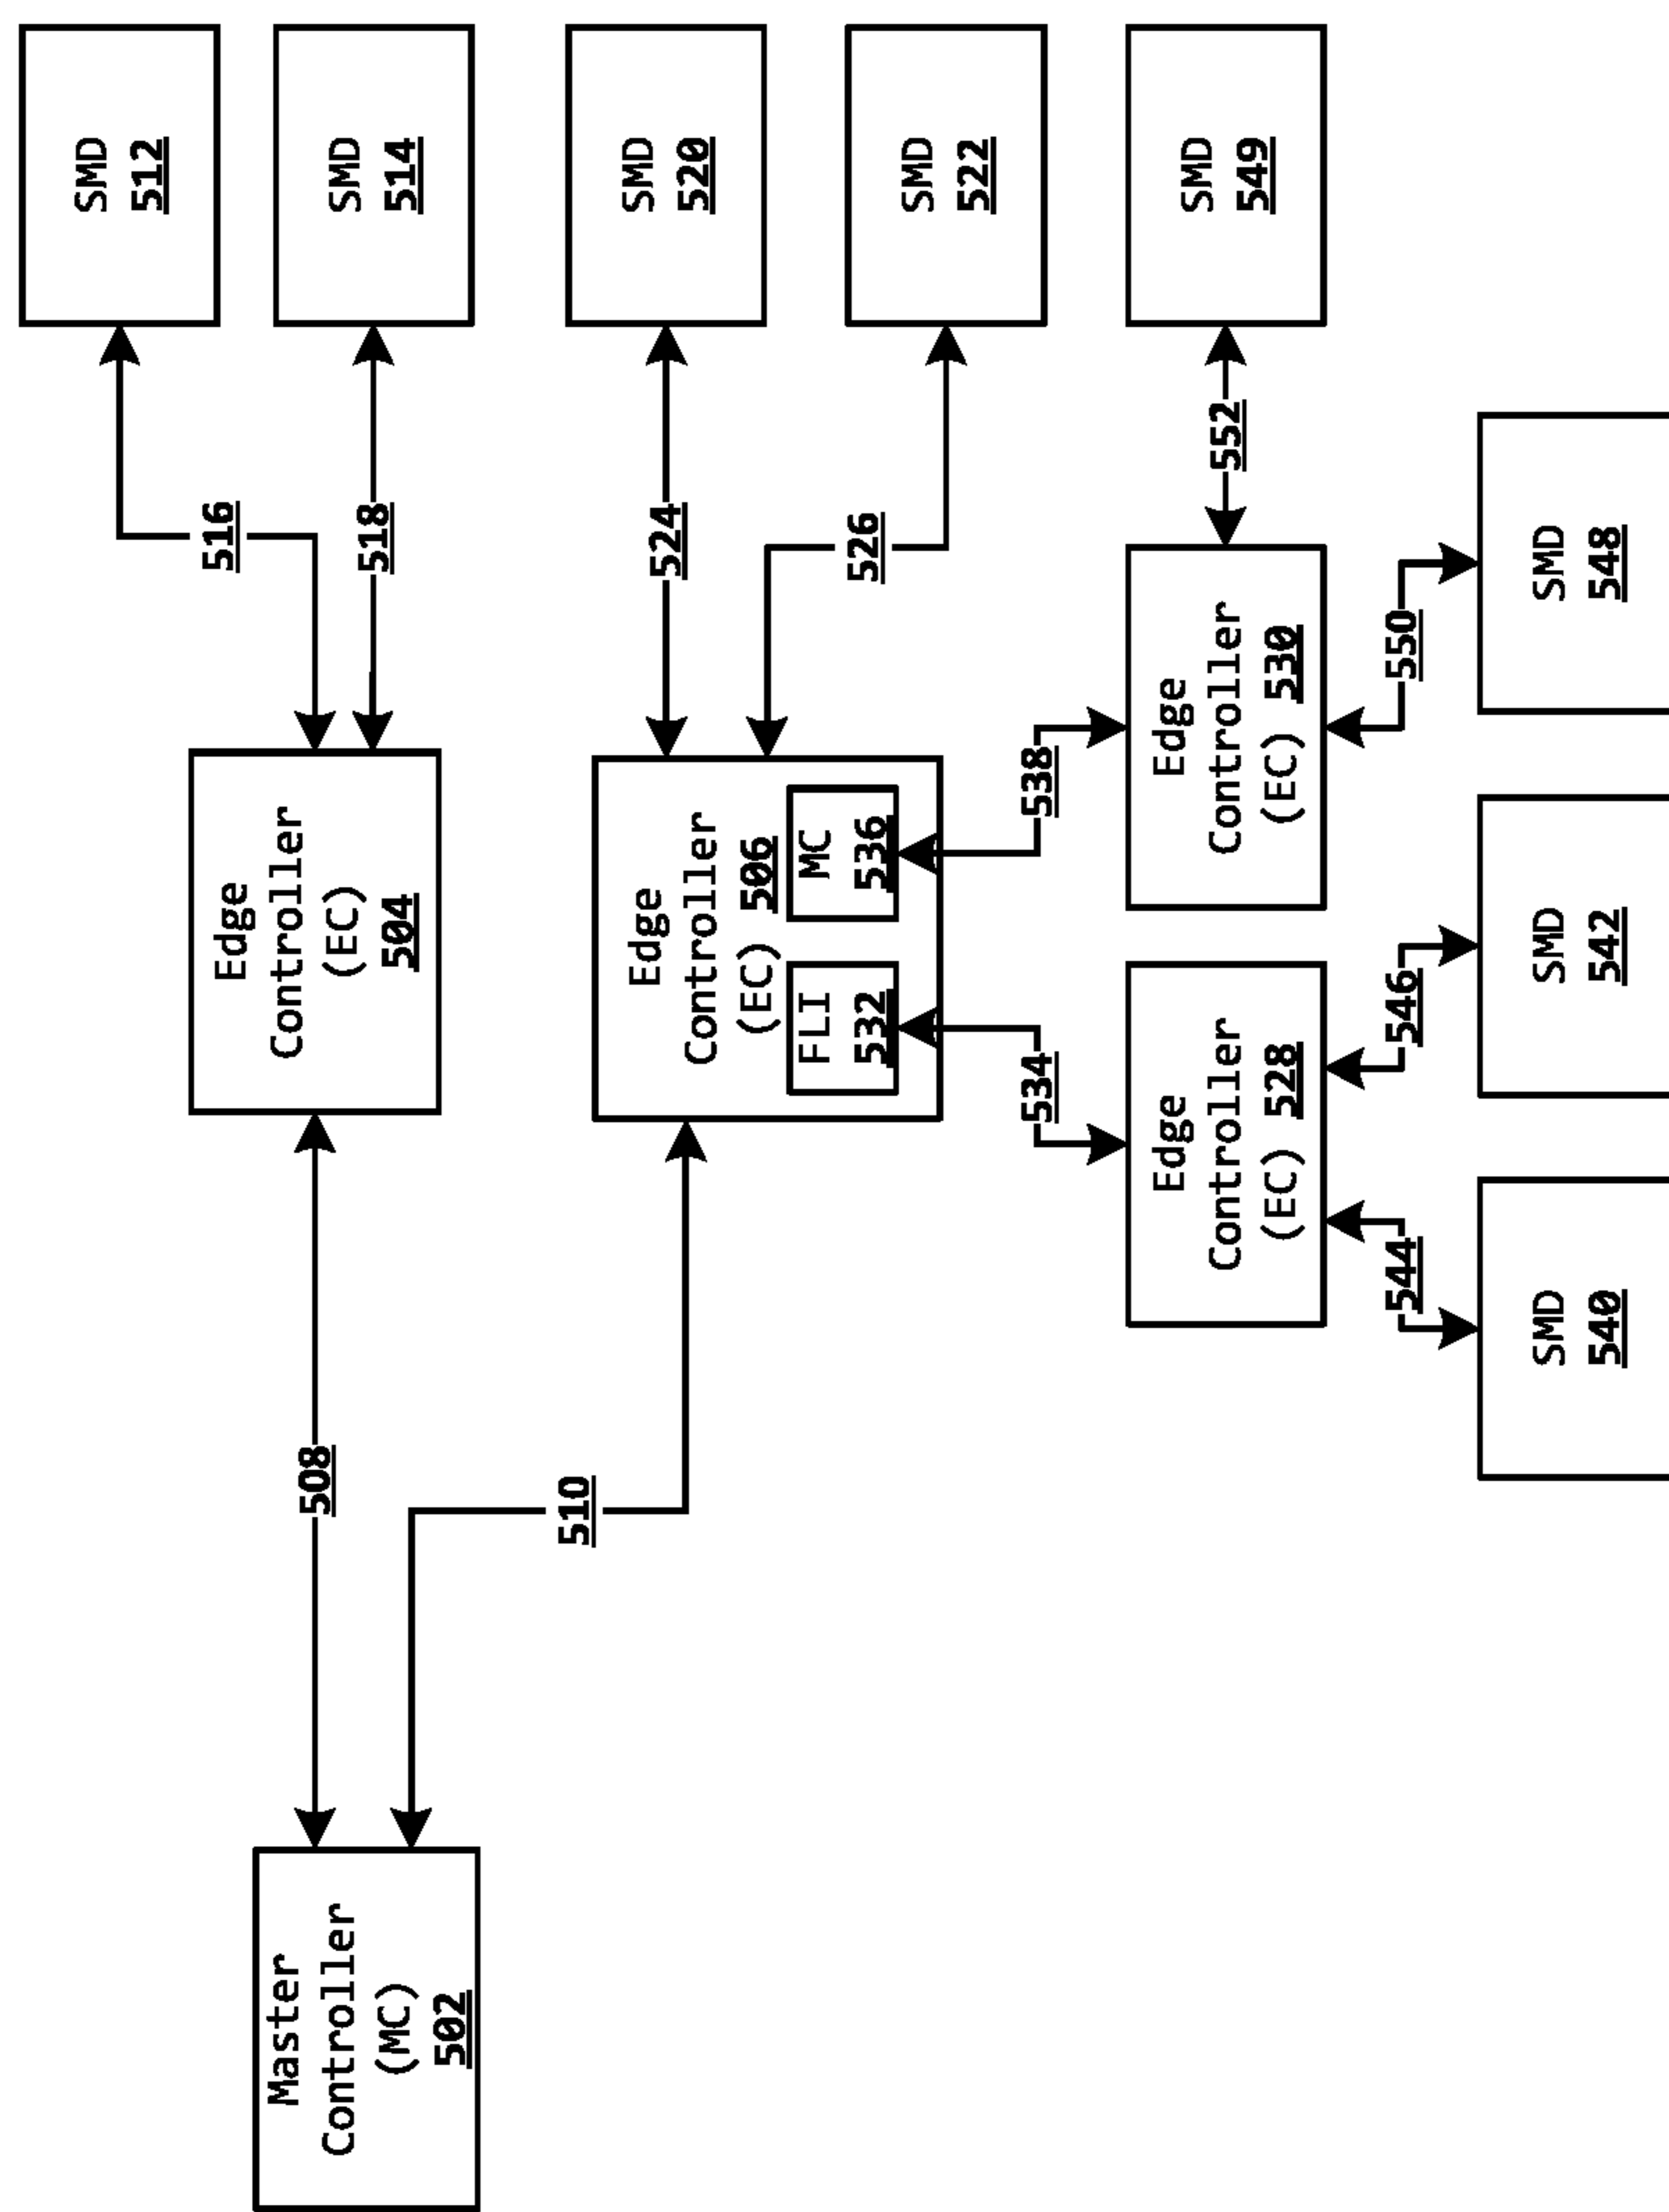 Master
Controller
(MC)
502
508
510
Edge
Controller
(EC)
504
516
518
SMD
512
SMD
514
Edge
Controller
(EC) 506
FLI
532
MC
536
524
526
SMD
520
SMD
522
534
538
Edge
Controller
(EC) 528
Edge
Controller
(EC) 530
552
SMD
549
544
546
550
SMD
540
SMD
542
SMD
548